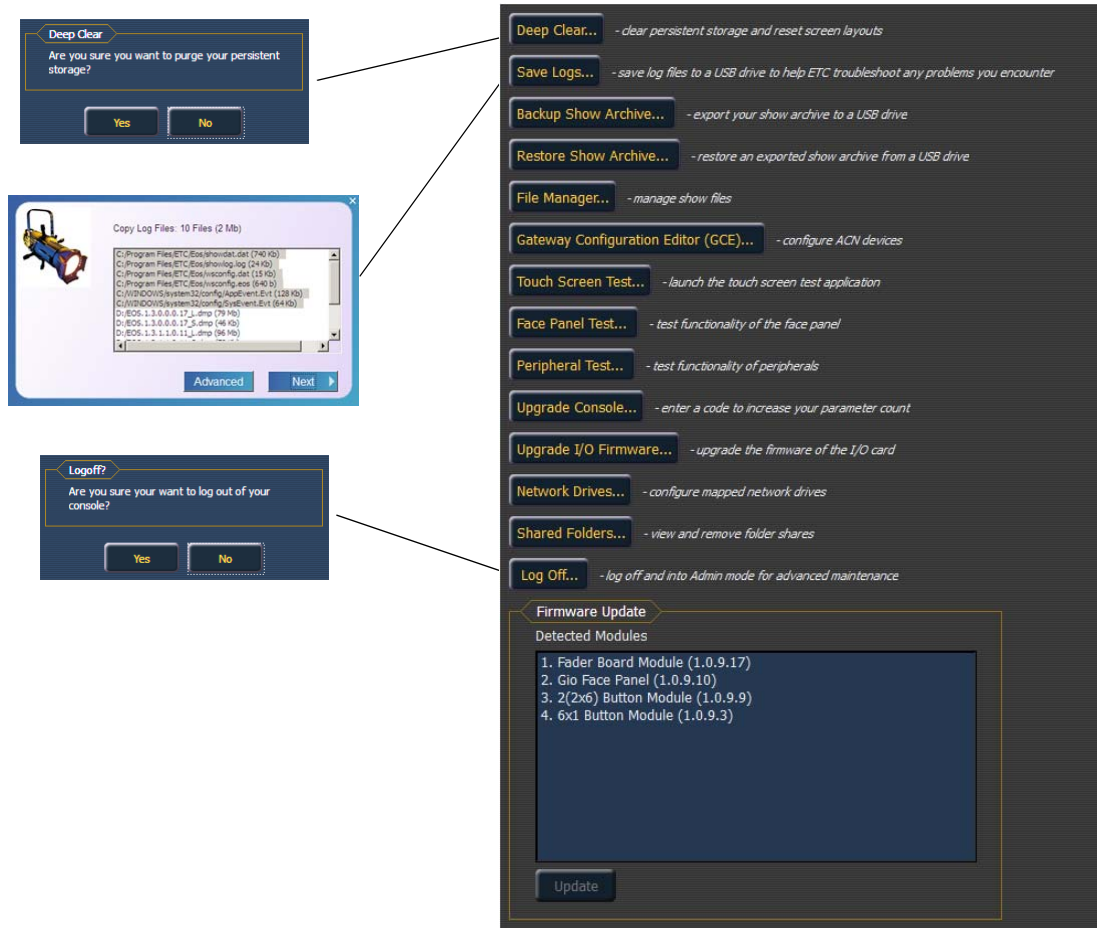 Deep Clear
Are you sure you want to purge your persistent
storage?
Yes
No
Copy Log Files: 10 Files (2 Mb)
C:/Program Files/ETC/Eos/showdat.dat (740 Kb)
C:/Program Files/ETC/Eos/showlog.log (24 Kb)
C:/Program Files/ETC/Eos/wsconfig.dat (15 Kb)
C:/Program Files/ETC/Eos/wsconfig.eos (640 b)
C:/WINDOWS/system32/config/AppEvent.Evt (128 Kb)
C:/WINDOWS/system32/config/SysEvent.Evt (64 Kb)
D:/EOS.1.3.0.0.0.17_L.dmp (79 Mb)
D:/EOS.1.3.0.0.0.17_S.dmp (46 Kb)
D:/EOS.1.3.1.1.0.11_L.dmp (96 Mb)
Advanced
Next
Logoff?
Are you sure your want to log out of your
console?
Yes
No
Deep Clear... - clear persistent storage and reset screen layouts
Save Logs... - save log files to a USB drive to help ETC troubleshoot any problems you encounter
Backup Show Archive... - export your show archive to a USB drive
Restore Show Archive... - restore an exported show archive from a USB drive
File Manager... - manage show files
Gateway Configuration Editor (GCE)... - configure ACN devices
Touch Screen Test... - launch the touch screen test application
Face Panel Test... - test functionality of the face panel
Peripheral Test... - test functionality of peripherals
Upgrade Console... - enter a code to increase your parameter count
Upgrade I/O Firmware... - upgrade the firmware of the I/O card
Network Drives... - configure mapped network drives
Shared Folders... - view and remove folder shares
Log Off... - log off and into Admin mode for advanced maintenance
Firmware Update
Detected Modules
1. Fader Board Module (1.0.9.17)
2. Gio Face Panel (1.0.9.10)
3. 2(2x6) Button Module (1.0.9.9)
4. 6x1 Button Module (1.0.9.3)
Update